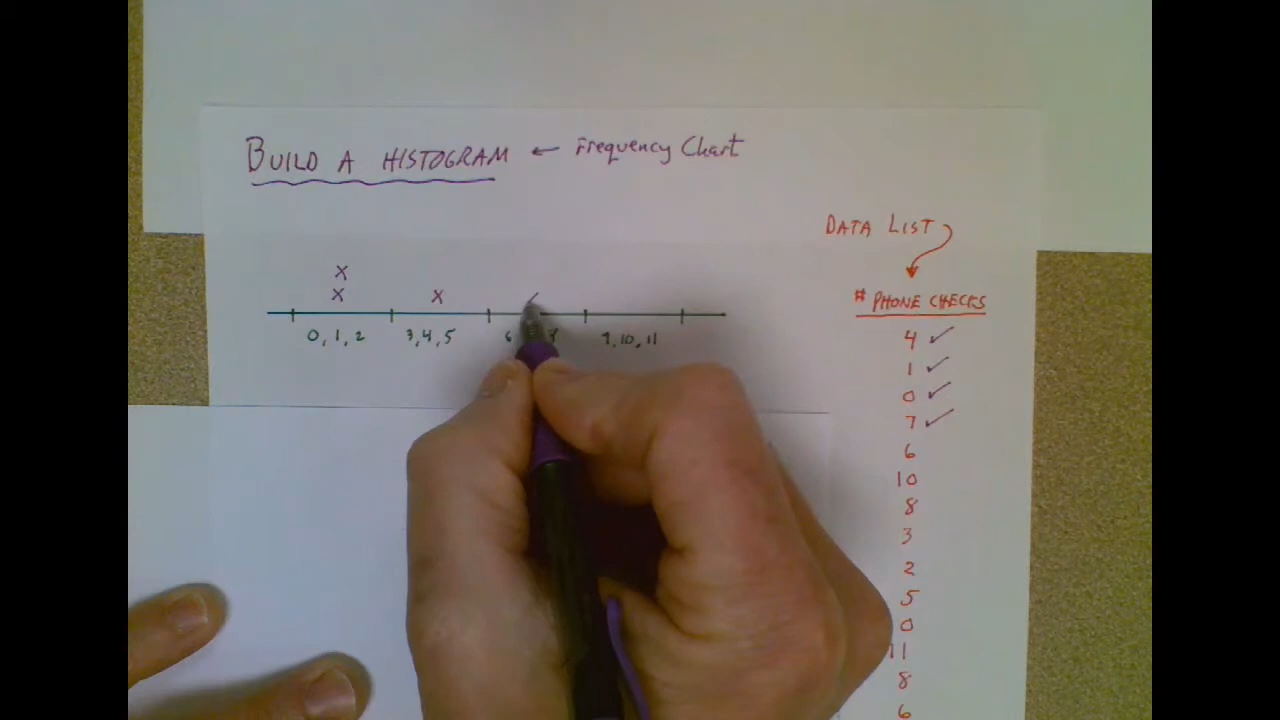 BUILD A HISTOGRAM ← Frequency Chart
DATA LIST
# PHONE CHECKS
X
X X
0, 1, 2 3, 4, 5 9, 10, 11
4 ✓
1 ✓
0 ✓
7 ✓
6
10
8
3
2
5
0
11
8
6